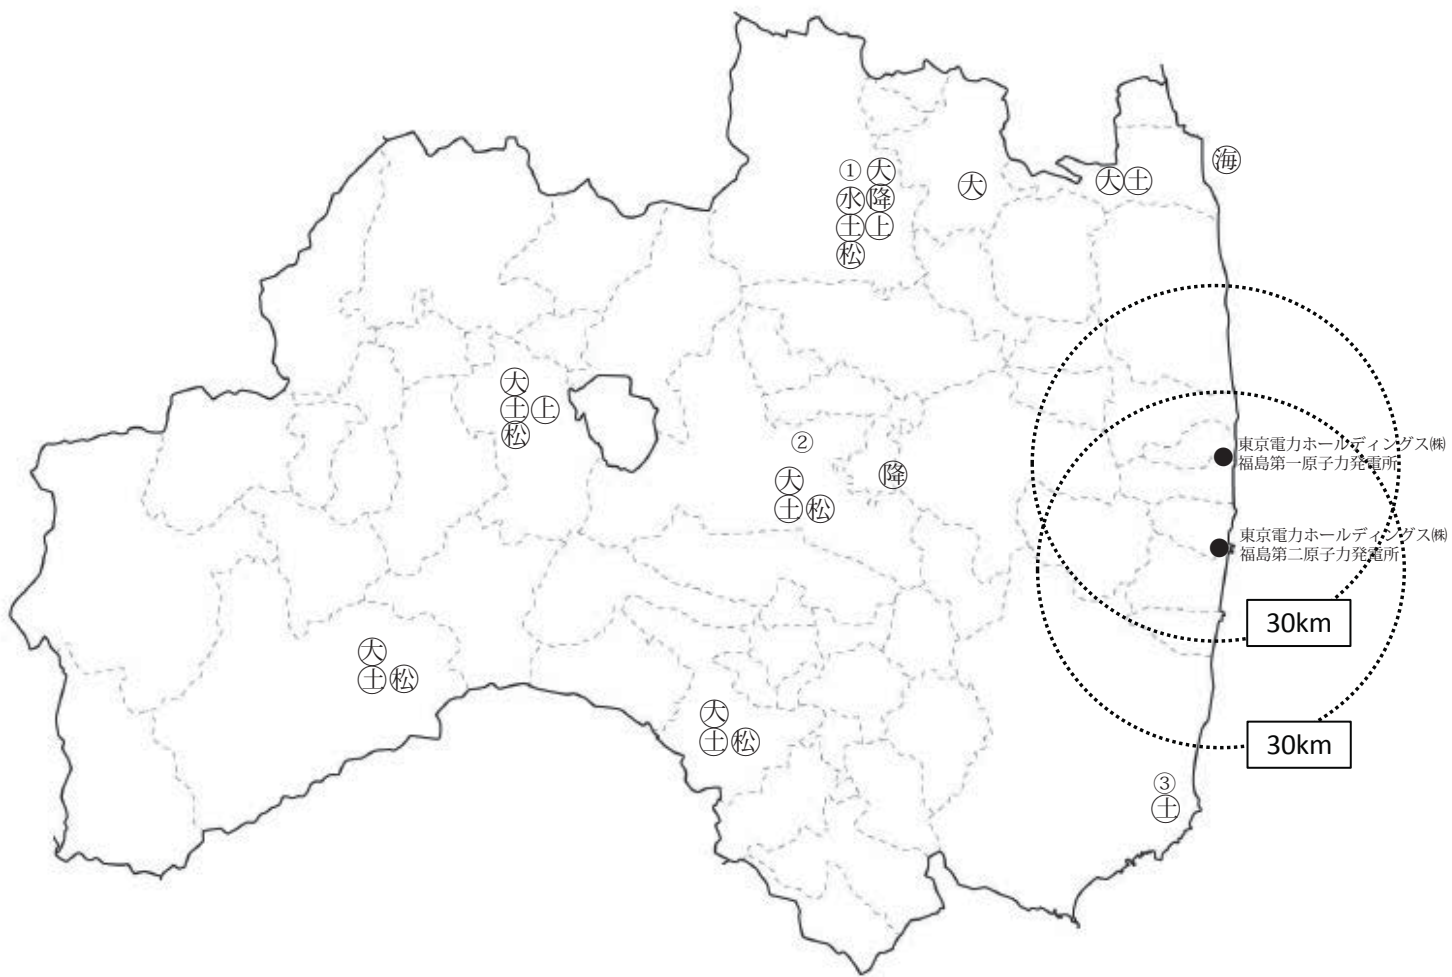 海
①大
水降
土上
松
大
大土
大
土上
松
②
大
土松
降
東京電力ホールディングス㈱
福島第一原子力発電所
東京電力ホールディングス㈱
福島第二原子力発電所
30km
大
土松
大
土松
30km
③
土